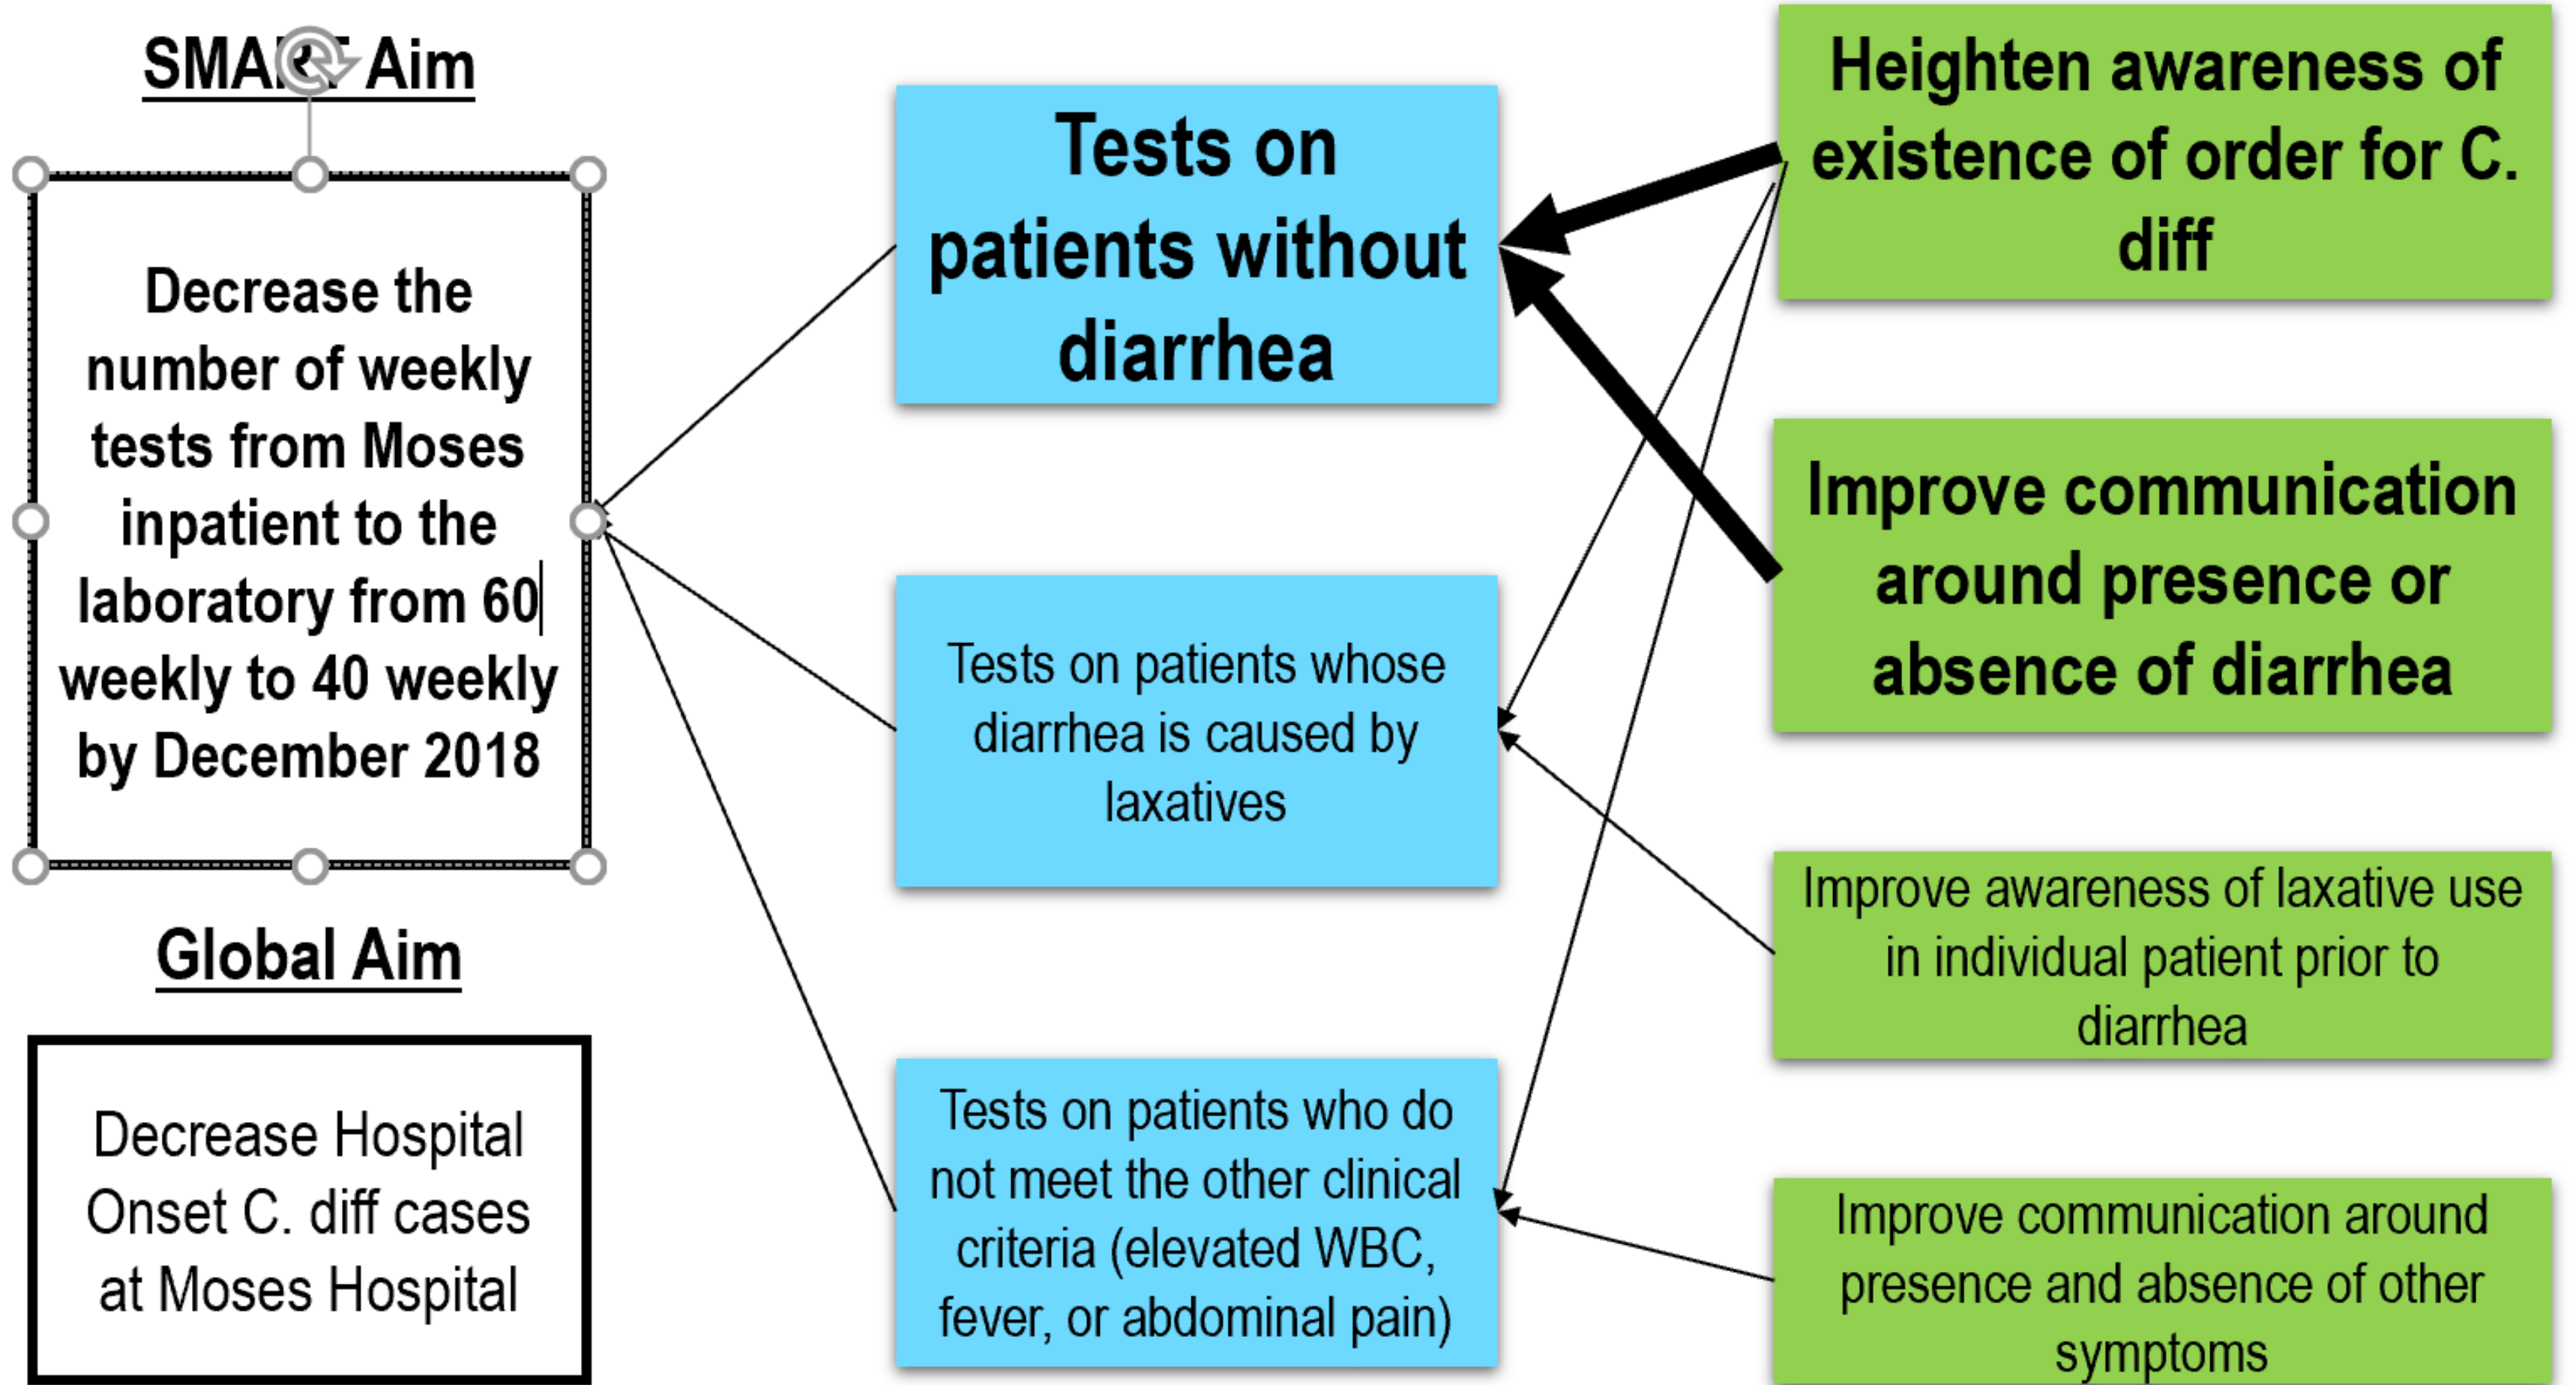 SMART Aim
Decrease the
number of weekly
tests from Moses
inpatient to the
laboratory from 60
weekly to 40 weekly
by December 2018
Global Aim
Decrease Hospital
Onset C. diff cases
at Moses Hospital
Tests on
patients without
diarrhea
Tests on patients whose
diarrhea is caused by
laxatives
Tests on patients who do
not meet the other clinical
criteria (elevated WBC,
fever, or abdominal pain)
Heighten awareness of
existence of order for C.
diff
Improve communication
around presence or
absence of diarrhea
Improve awareness of laxative use
in individual patient prior to
diarrhea
Improve communication around
presence and absence of other
symptoms